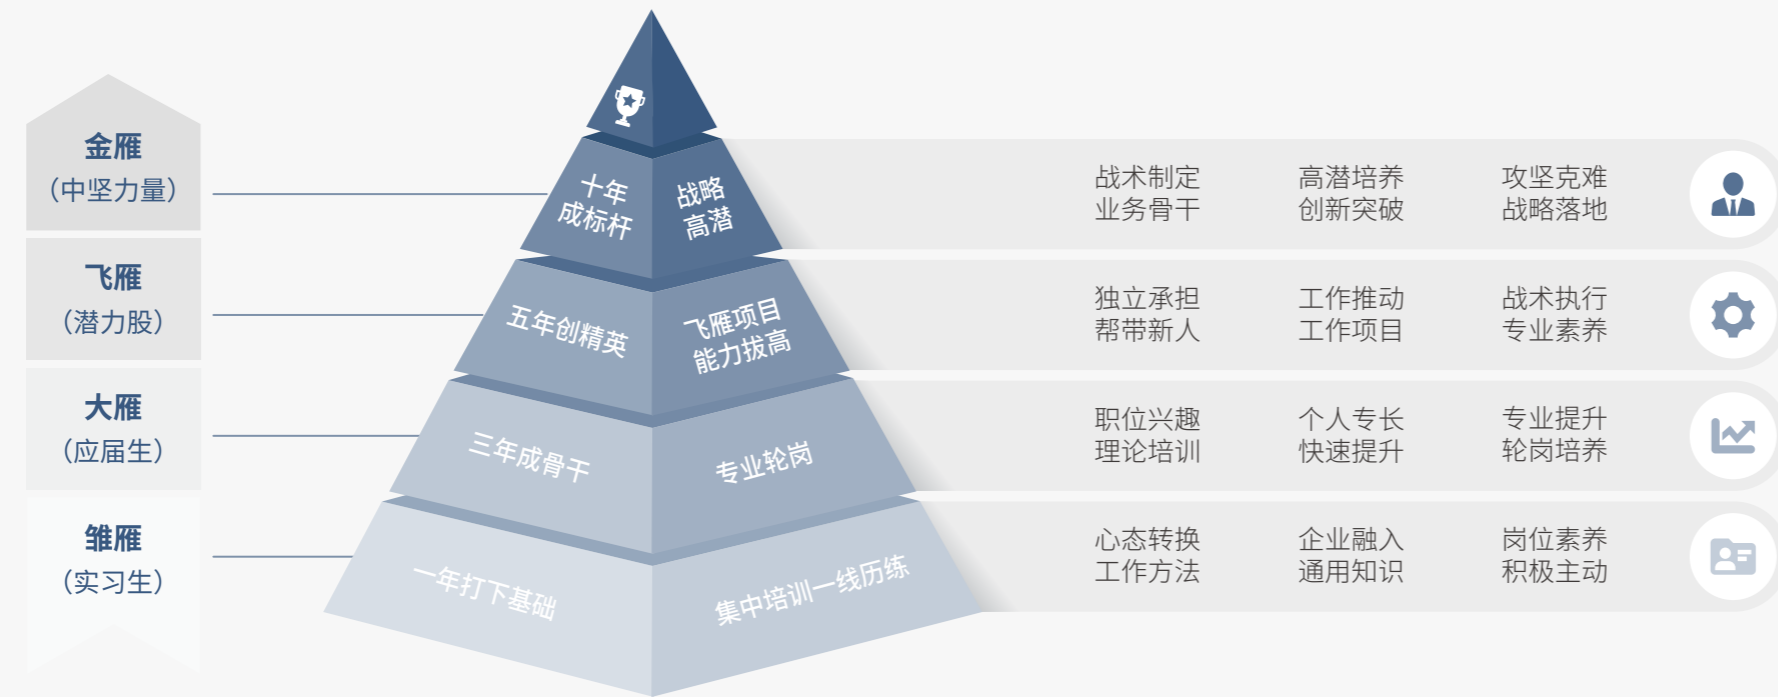 金雁
（中坚力量）
十年
成标杆
战略
高潜
战术制定
业务骨干
高潜培养
创新突破
攻坚克难
战略落地
飞雁
（潜力股）
五年创精英
飞雁项目
能力拔高
独立承担
帮带新人
工作推动
工作项目
战术执行
专业素养
大雁
（应届生）
三年成骨干
专业轮岗
职位兴趣
理论培训
个人专长
快速提升
专业提升
轮岗培养
雏雁
（实习生）
一年打下基础
集中培训一线历练
心态转换
工作方法
企业融入
通用知识
岗位素养
积极主动